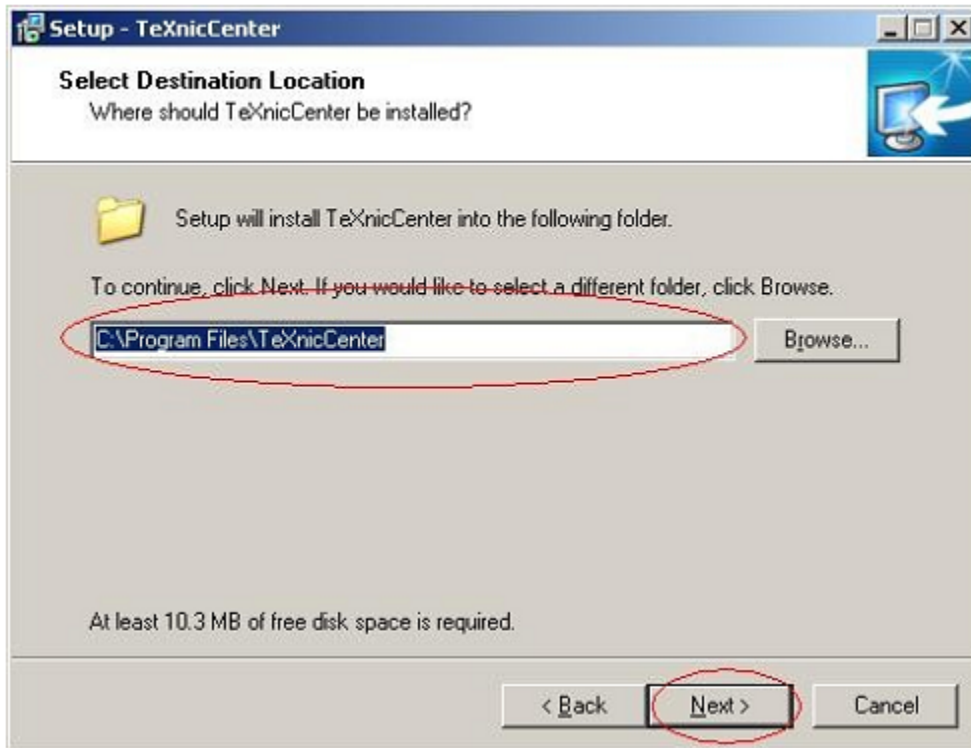 Setup - TeXnicCenter
Select Destination Location
Where should TeXnicCenter be installed?
Setup will install TeXnicCenter into the following folder.
To continue, click Next. If you would like to select a different folder, click Browse.
C:\Program Files\TeXnicCenter
Browse...
At least 10.3 MB of free disk space is required.
< Back
Next >
Cancel